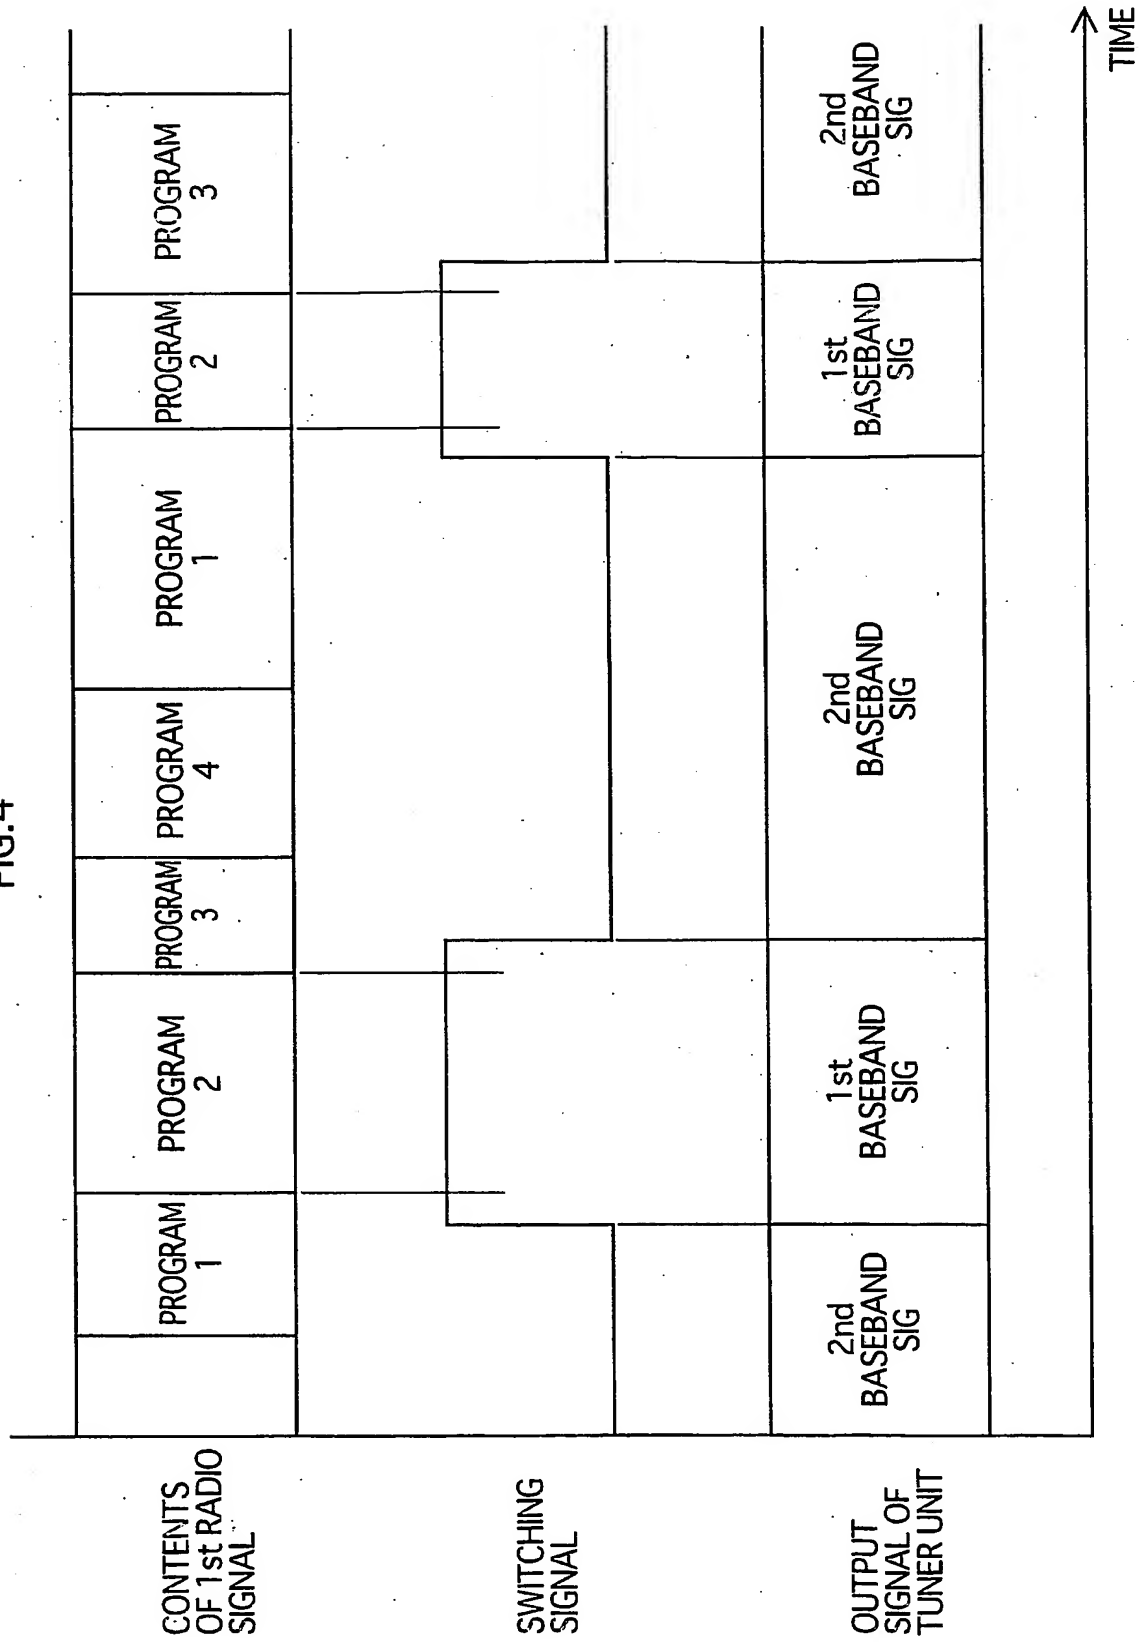 FIG.4
CONTENTS
OF 1st RADIO
SIGNAL
PROGRAM
1
PROGRAM
2
PROGRAM
3
PROGRAM
4
PROGRAM
1
PROGRAM
2
PROGRAM
3
SWITCHING
SIGNAL
OUTPUT
SIGNAL OF
TUNER UNIT
2nd
BASEBAND
SIG
1st
BASEBAND
SIG
2nd
BASEBAND
SIG
1st
BASEBAND
SIG
2nd
BASEBAND
SIG
TIME